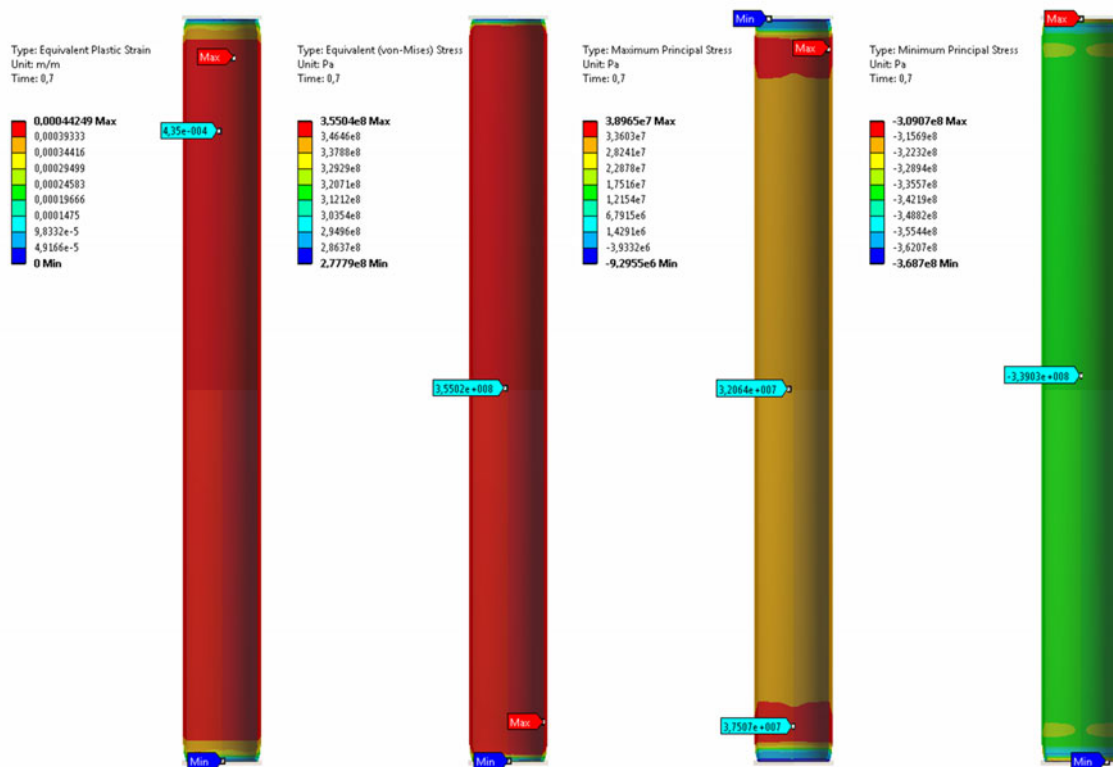 Type: Equivalent Plastic Strain
Unit: m/m
Time: 0,7
0,00044249 Max
0,00039333
0,00034416
0,00029499
0,00024583
0,00019666
0,0001475
9,8332e-5
4,9166e-5
0 Min
Max
4,35e-004
Min
Type: Equivalent (von-Mises) Stress
Unit: Pa
Time: 0,7
3,5504e8 Max
3,4646e8
3,3788e8
3,2929e8
3,2071e8
3,1212e8
3,0354e8
2,9496e8
2,8637e8
2,7779e8 Min
3,5502e+008
Max
Min
Type: Maximum Principal Stress
Unit: Pa
Time: 0,7
3,8965e7 Max
3,3603e7
2,8241e7
2,2878e7
1,7516e7
1,2154e7
6,7915e6
1,4291e6
-3,9332e6
-9,2955e6 Min
Min
Max
3,2064e+007
3,7507e+007
Type: Minimum Principal Stress
Unit: Pa
Time: 0,7
-3,0907e8 Max
-3,1569e8
-3,2232e8
-3,2894e8
-3,3557e8
-3,4219e8
-3,4882e8
-3,5544e8
-3,6207e8
-3,687e8 Min
Max
-3,3903e+008
Min